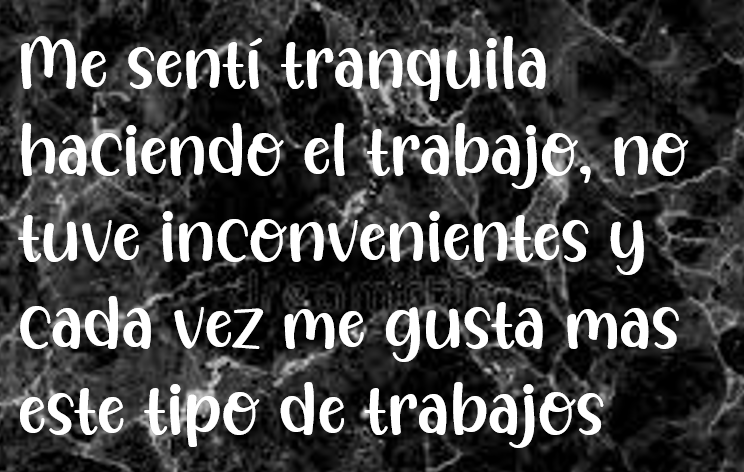 Me sentí tranquila
haciendo el trabajo, no
tuve inconvenientes y
cada vez me gusta mas
este tipo de trabajos